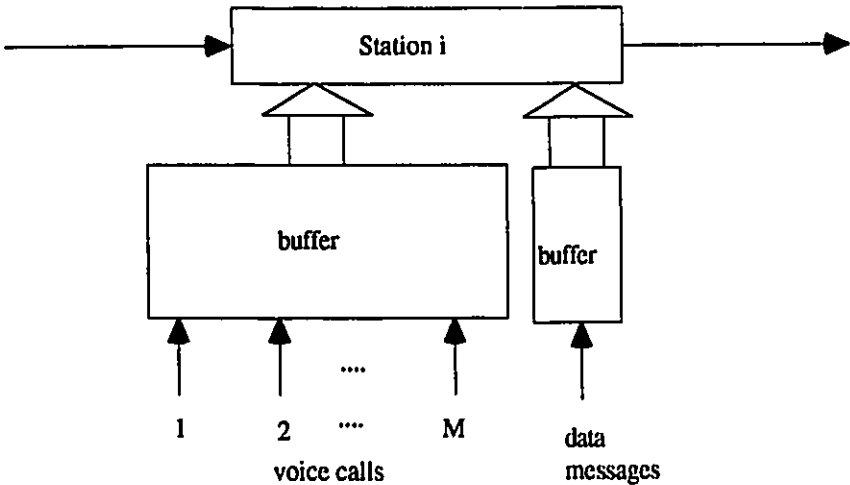 Station i
buffer
buffer
1
2
....
....
M
voice calls
data
messages